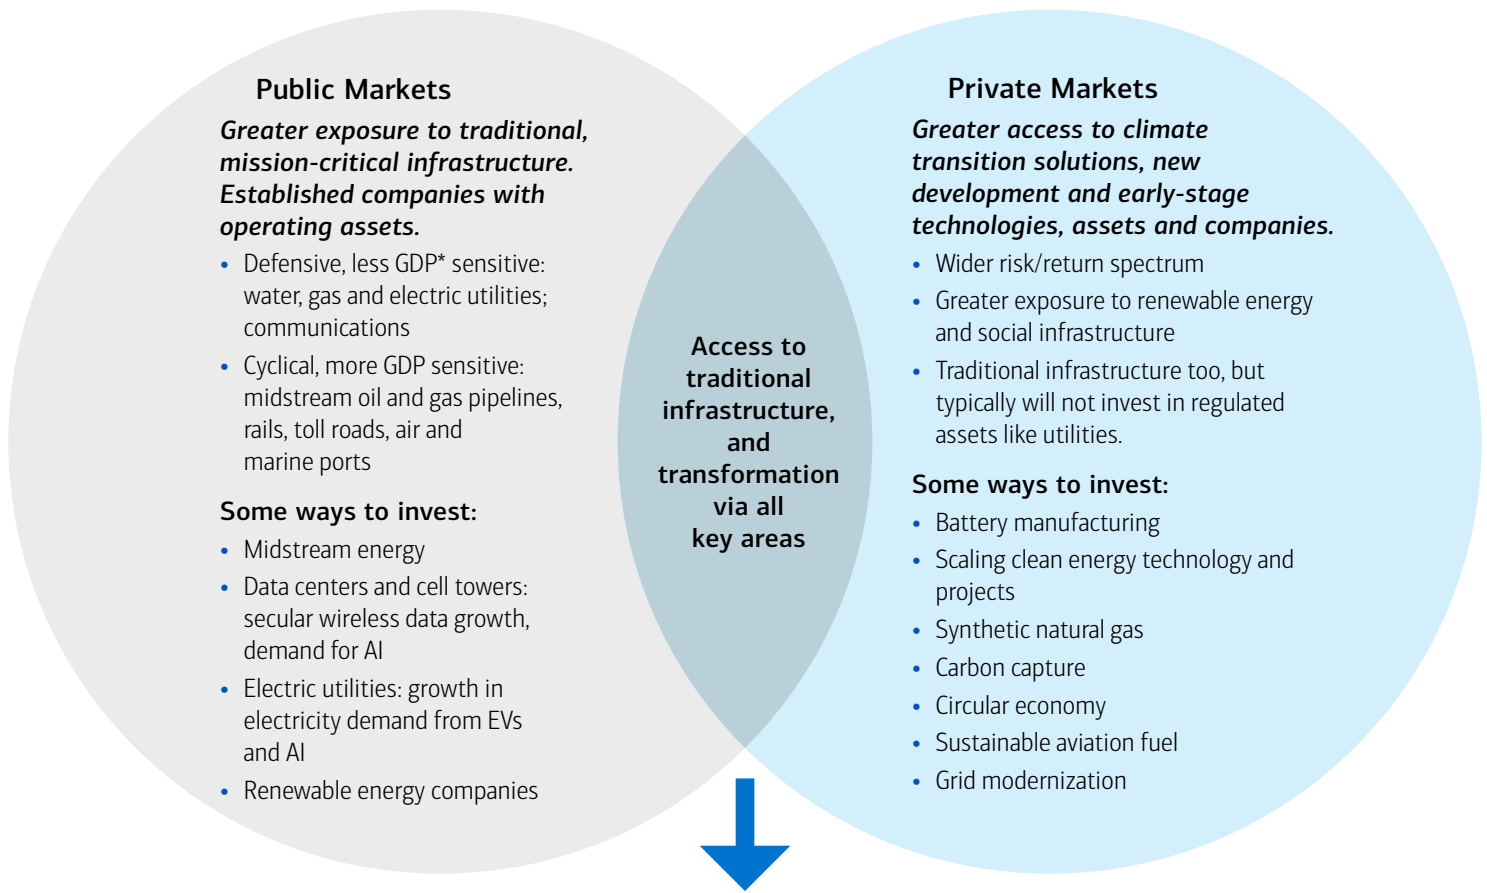 Public Markets
Greater exposure to traditional,
mission-critical infrastructure.
Established companies with
operating assets.
• Defensive, less GDP* sensitive:
water, gas and electric utilities;
communications
• Cyclical, more GDP sensitive:
midstream oil and gas pipelines,
rails, toll roads, air and
marine ports
Some ways to invest:
• Midstream energy
• Data centers and cell towers:
secular wireless data growth,
demand for AI
• Electric utilities: growth in
electricity demand from EVs
and AI
• Renewable energy companies
Access to
traditional
infrastructure,
and
transformation
via all
key areas
Private Markets
Greater access to climate
transition solutions, new
development and early-stage
technologies, assets and companies.
• Wider risk/return spectrum
• Greater exposure to renewable energy
and social infrastructure
• Traditional infrastructure too, but
typically will not invest in regulated
assets like utilities.
Some ways to invest:
• Battery manufacturing
• Scaling clean energy technology and
projects
• Synthetic natural gas
• Carbon capture
• Circular economy
• Sustainable aviation fuel
• Grid modernization